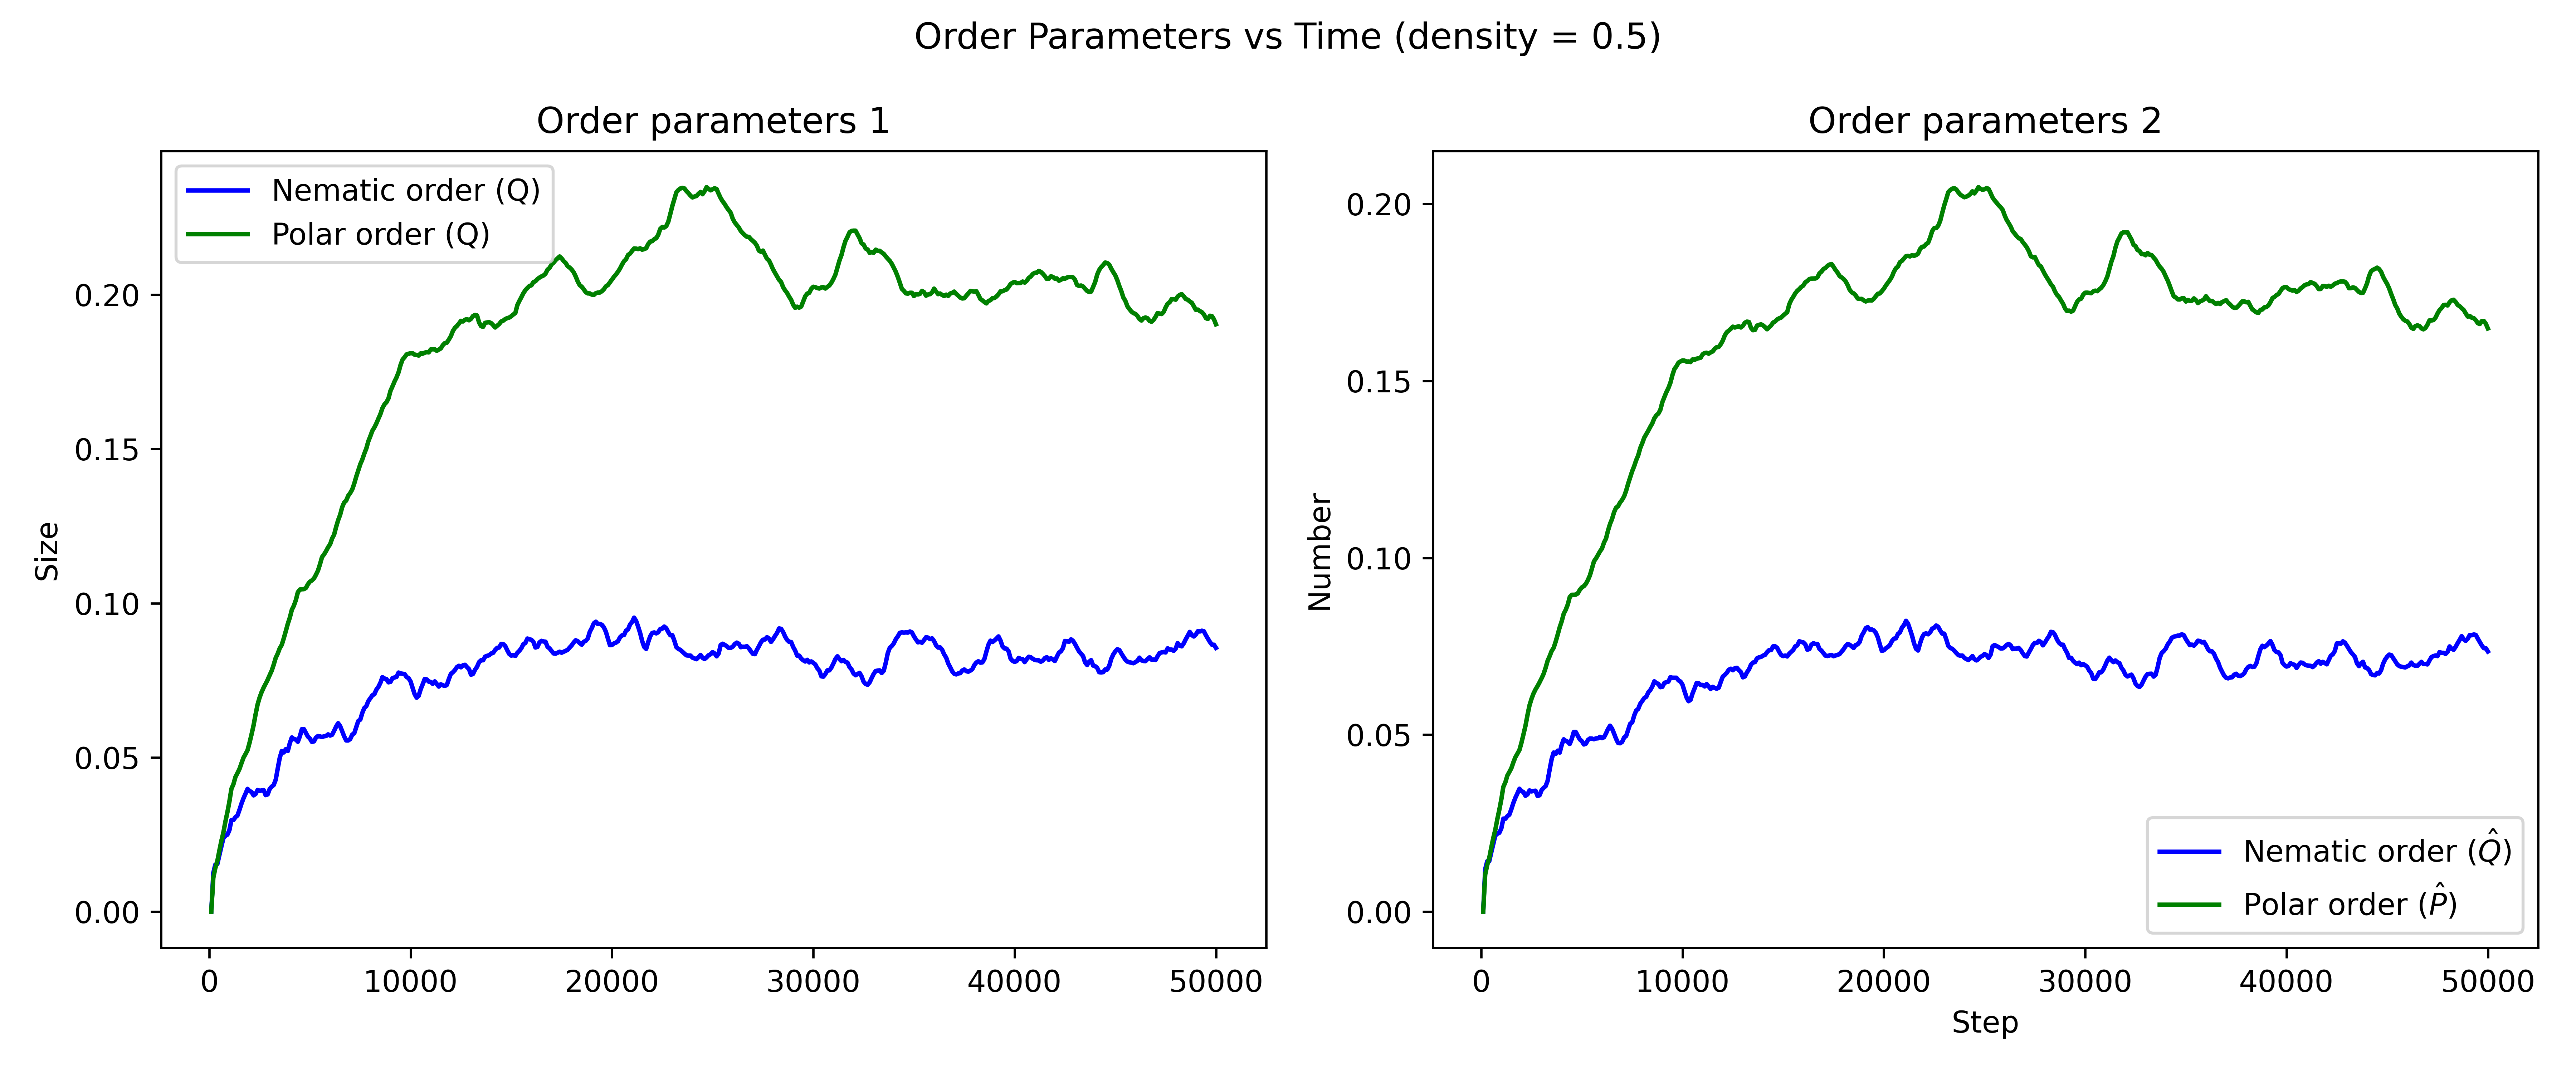 Order Parameters vs Time (density = 0.5)
Order parameters 1
Nematic order (Q)
Polar order (Q)
Size
0.20
0.15
0.10
0.05
0.00
0 10000 20000 30000 40000 50000
Order parameters 2
Number
0.20
0.15
0.10
0.05
0.00
Nematic order (Q̂)
Polar order (P̂)
0 10000 20000 30000 40000 50000
Step